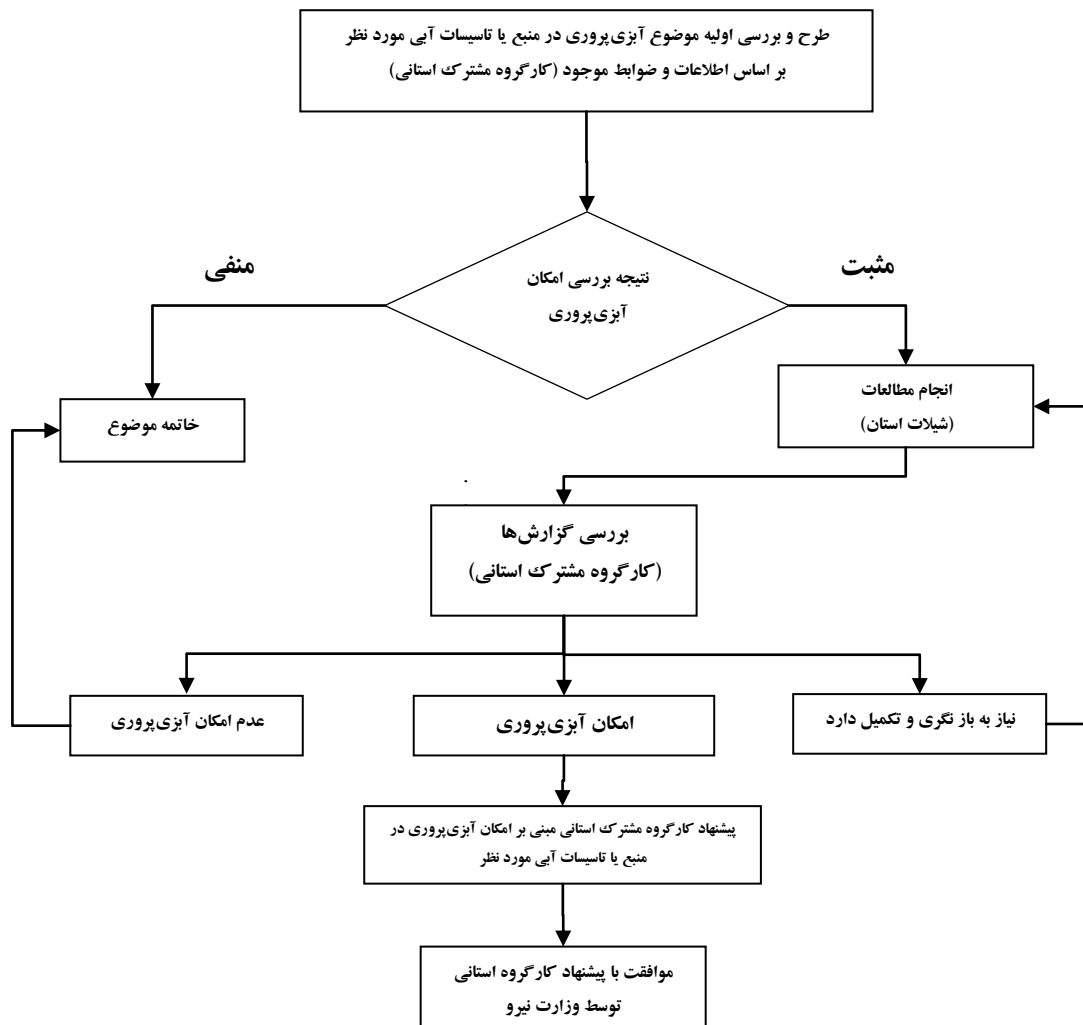 طرح و بررسی اولیه موضوع آبزی‌پروری در منبع یا تاسیسات آبی مورد نظر
بر اساس اطلاعات و ضوابط موجود (کارگروه مشترک استانی)
نتیجه بررسی امکان
آبزی‌پروری
مثبت
منفی
انجام مطالعات
(شیلات استان)
خاتمه موضوع
بررسی گزارش‌ها
(کارگروه مشترک استانی)
نیاز به باز نگری و تکمیل دارد
امکان آبزی‌پروری
عدم امکان آبزی‌پروری
پیشنهاد کارگروه مشترک استانی مبنی بر امکان آبزی‌پروری در
منبع یا تاسیسات آبی مورد نظر
موافقت با پیشنهاد کارگروه استانی
توسط وزارت نیرو